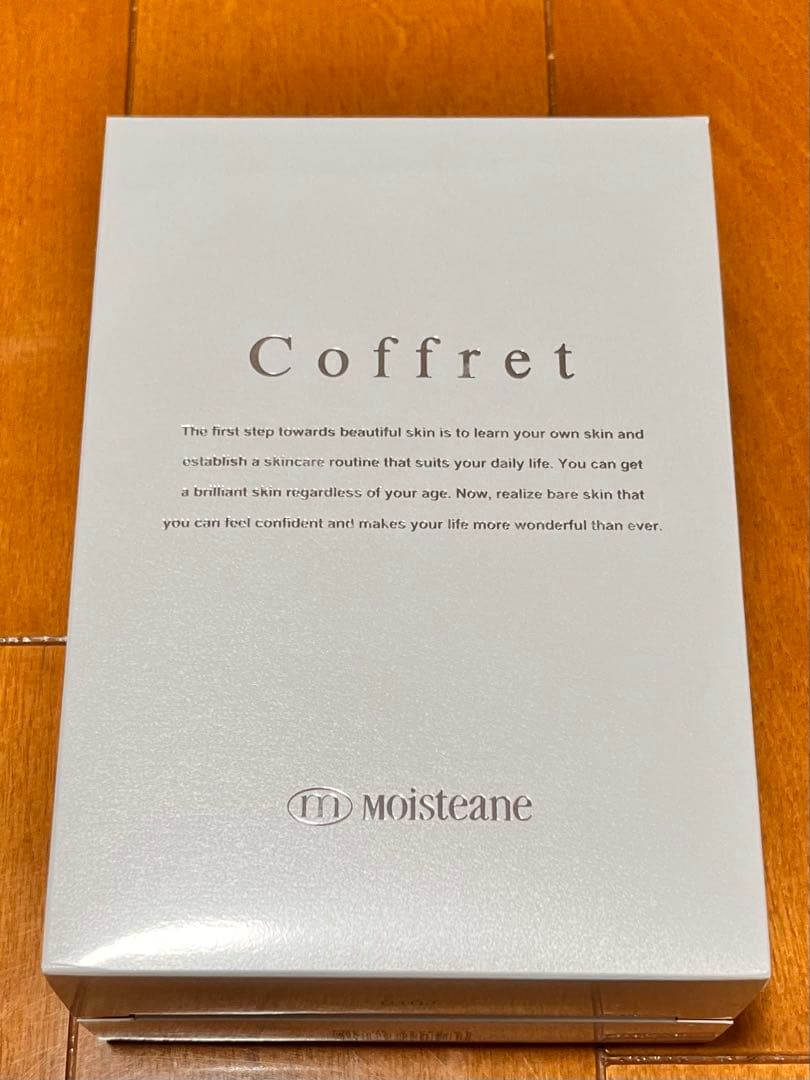 Coffret
The first step towards beautiful skin is to learn your own skin and
establish a skincare routine that suits your daily life. You can get
a brilliant skin regardless of your age. Now, realize bare skin that
you can feel confident and makes your life more wonderful than ever.
m Moisteane